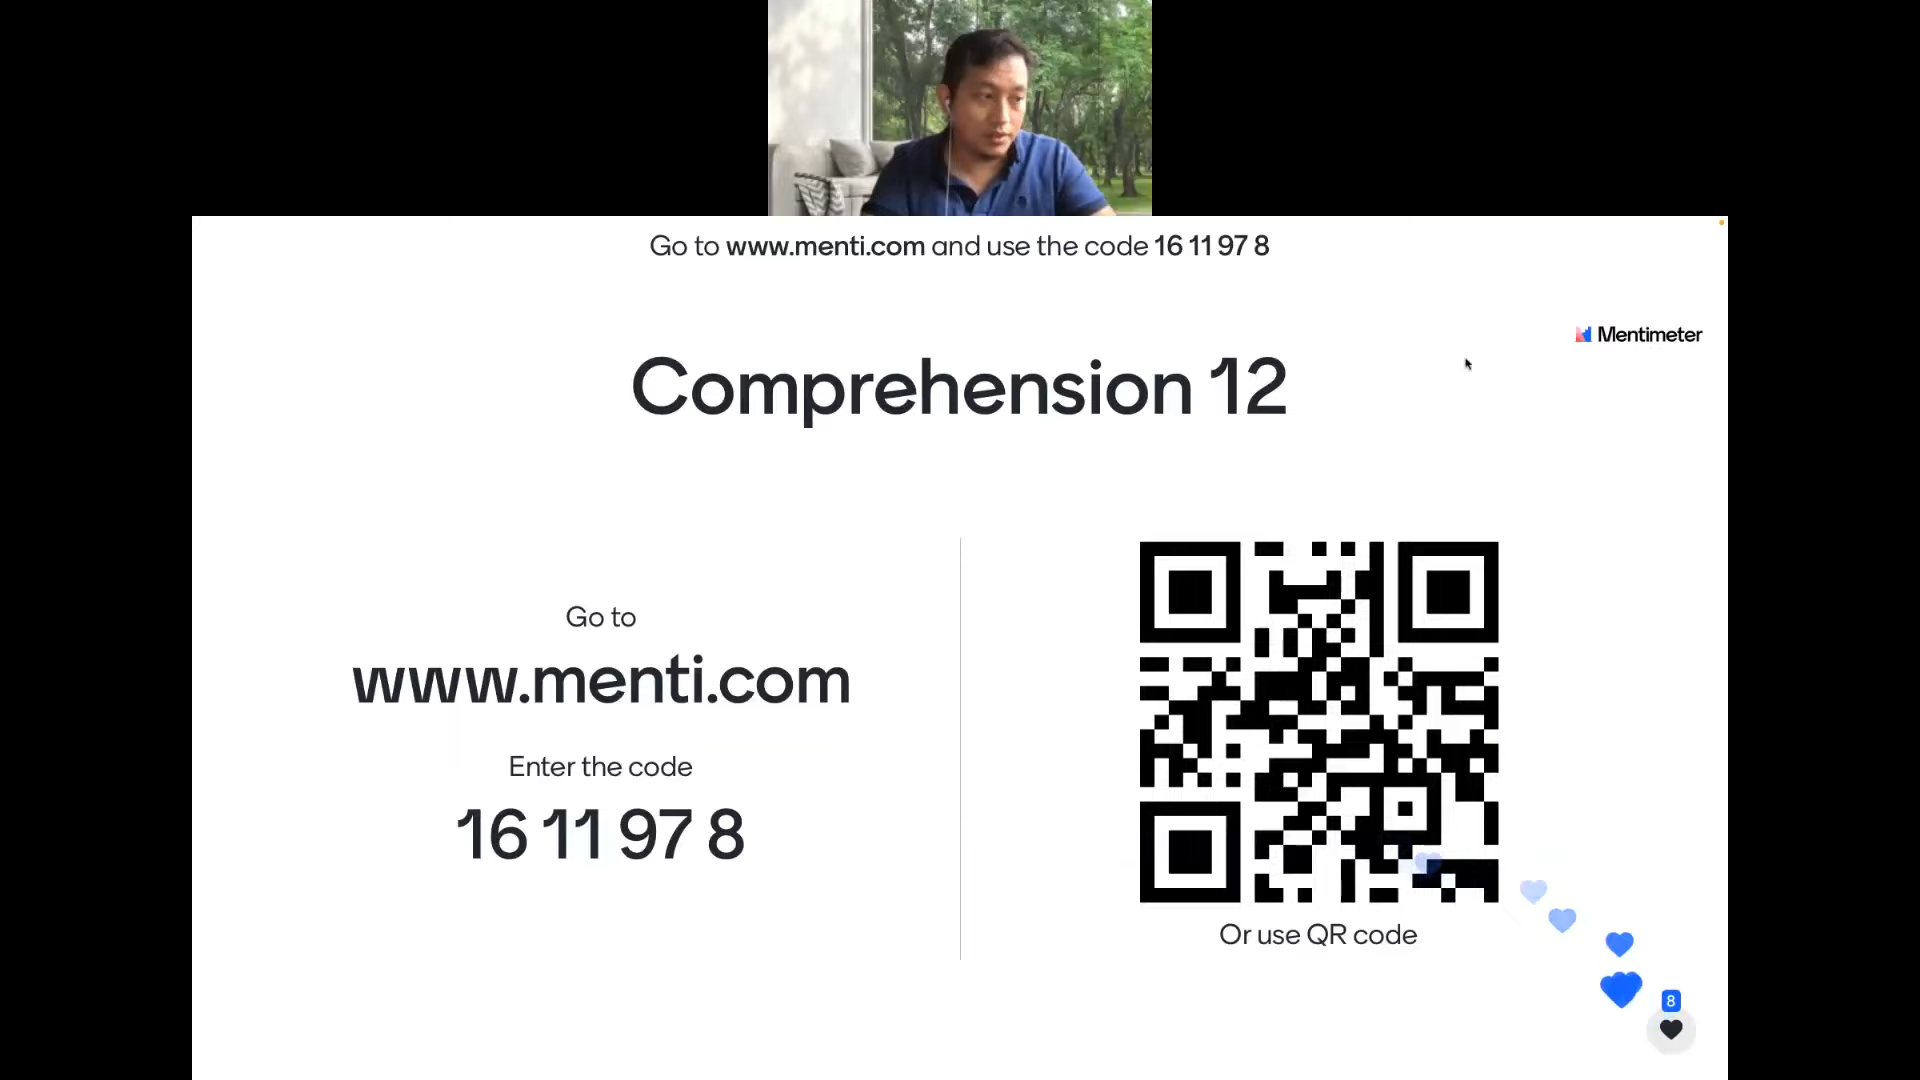 Go to www.menti.com and use the code 16 11 97 8
Mentimeter
Comprehension 12
Go to
www.menti.com
Enter the code
16 11 97 8
Or use QR code
8